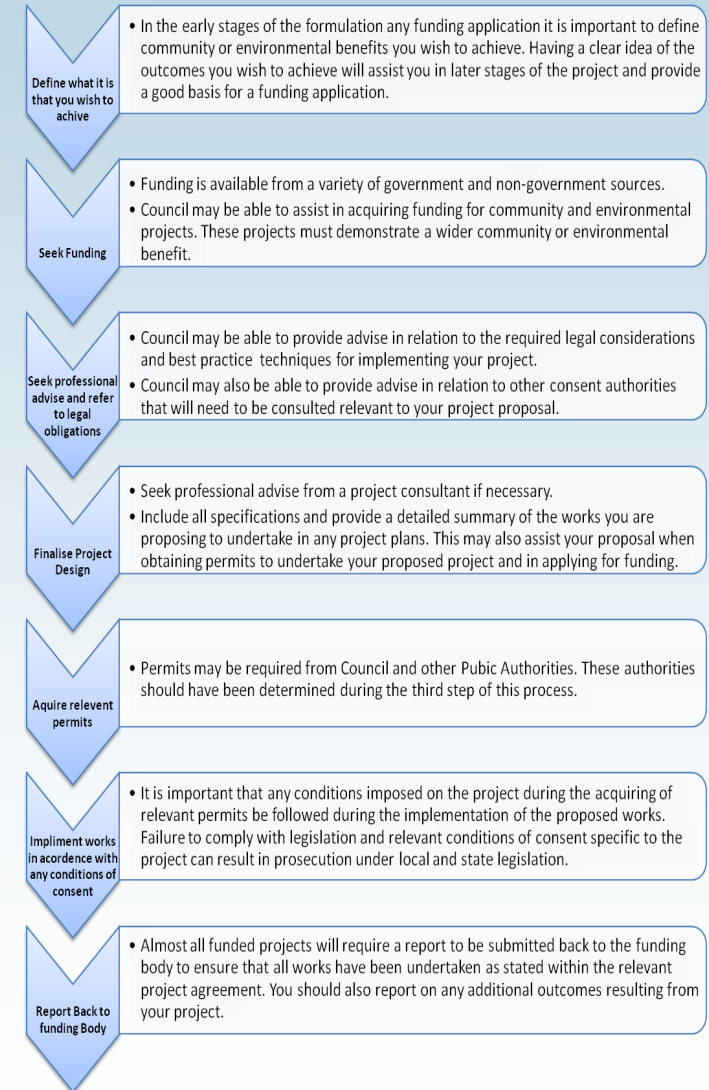 Define what it is
that you wish to
achive
• In the early stages of the formulation any funding application it is important to define
community or environmental benefits you wish to achieve. Having a clear idea of the
outcomes you wish to achieve will assist you in later stages of the project and provide
a good basis for a funding application.
Seek Funding
• Funding is available from a variety of government and non-government sources.
• Council may be able to assist in acquiring funding for community and environmental
projects. These projects must demonstrate a wider community or environmental
benefit.
Seek professional
advise and refer
to legal
obligations
• Council may be able to provide advise in relation to the required legal considerations
and best practice techniques for implementing your project.
• Council may also be able to provide advise in relation to other consent authorities
that will need to be consulted relevant to your project proposal.
Finalise Project
Design
• Seek professional advise from a project consultant if necessary.
• Include all specifications and provide a detailed summary of the works you are
proposing to undertake in any project plans. This may also assist your proposal when
obtaining permits to undertake your proposed project and in applying for funding.
Aquire relevent
permits
• Permits may be required from Council and other Pubic Authorities. These authorities
should have been determined during the third step of this process.
Impliment works
in acordence with
any conditions of
consent
• It is important that any conditions imposed on the project during the acquiring of
relevant permits be followed during the implementation of the proposed works.
Failure to comply with legislation and relevant conditions of consent specific to the
project can result in prosecution under local and state legislation.
Report Back to
funding Body
• Almost all funded projects will require a report to be submitted back to the funding
body to ensure that all works have been undertaken as stated within the relevant
project agreement. You should also report on any additional outcomes resulting from
your project.